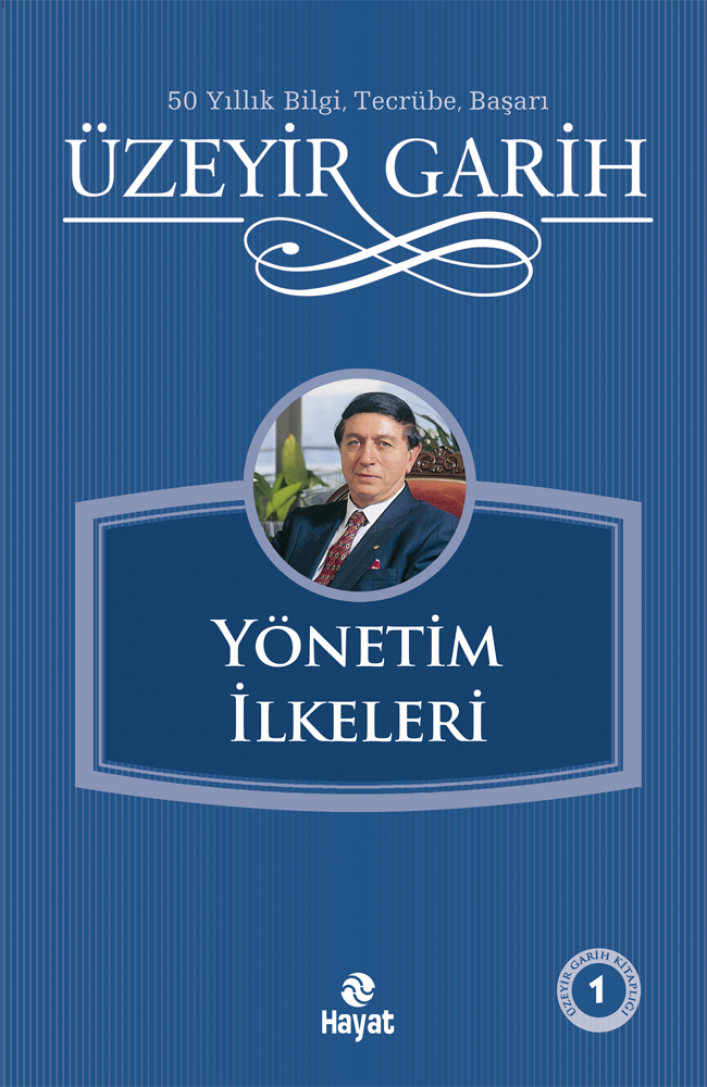 50 Yıllık Bilgi, Tecrübe, Başarı
ÜZEYİR GARİH
YÖNETİM
İLKELERİ
Hayat
ÜZEYİR GARİH KİTAPLIĞI
1